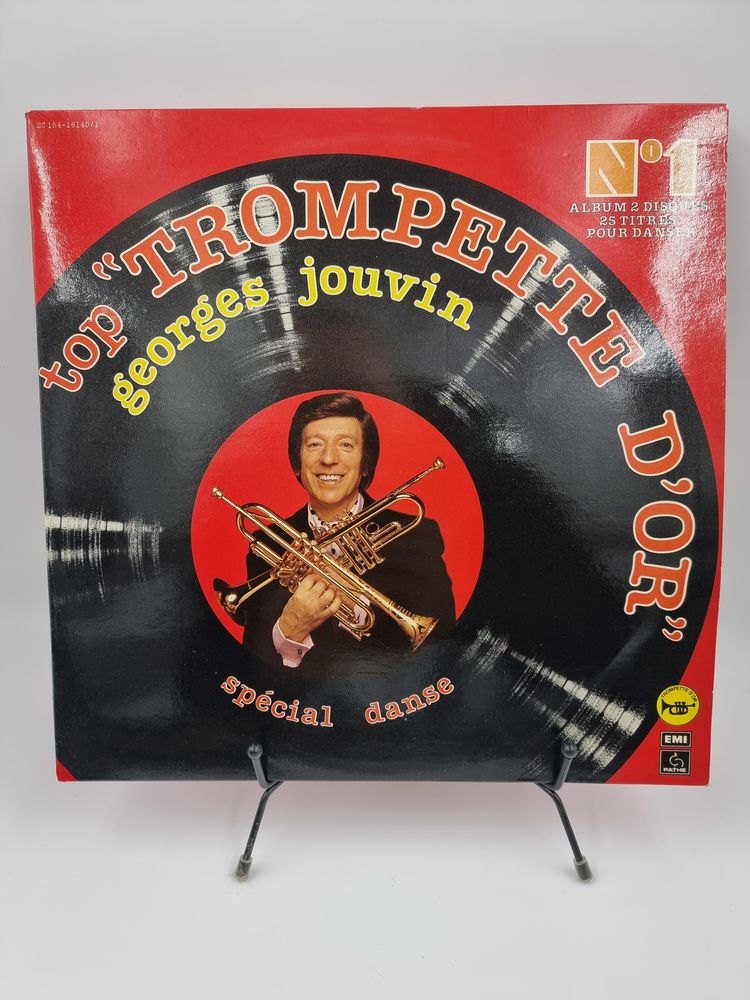 2C 154-16140/1
Nº1
ALBUM 2 DISQUES
25 TITRES
POUR DANSER
top "TROMPETTE D'OR"
georges jouvin
spécial danse
TROMPETTE D'OR
EMI
PATHE